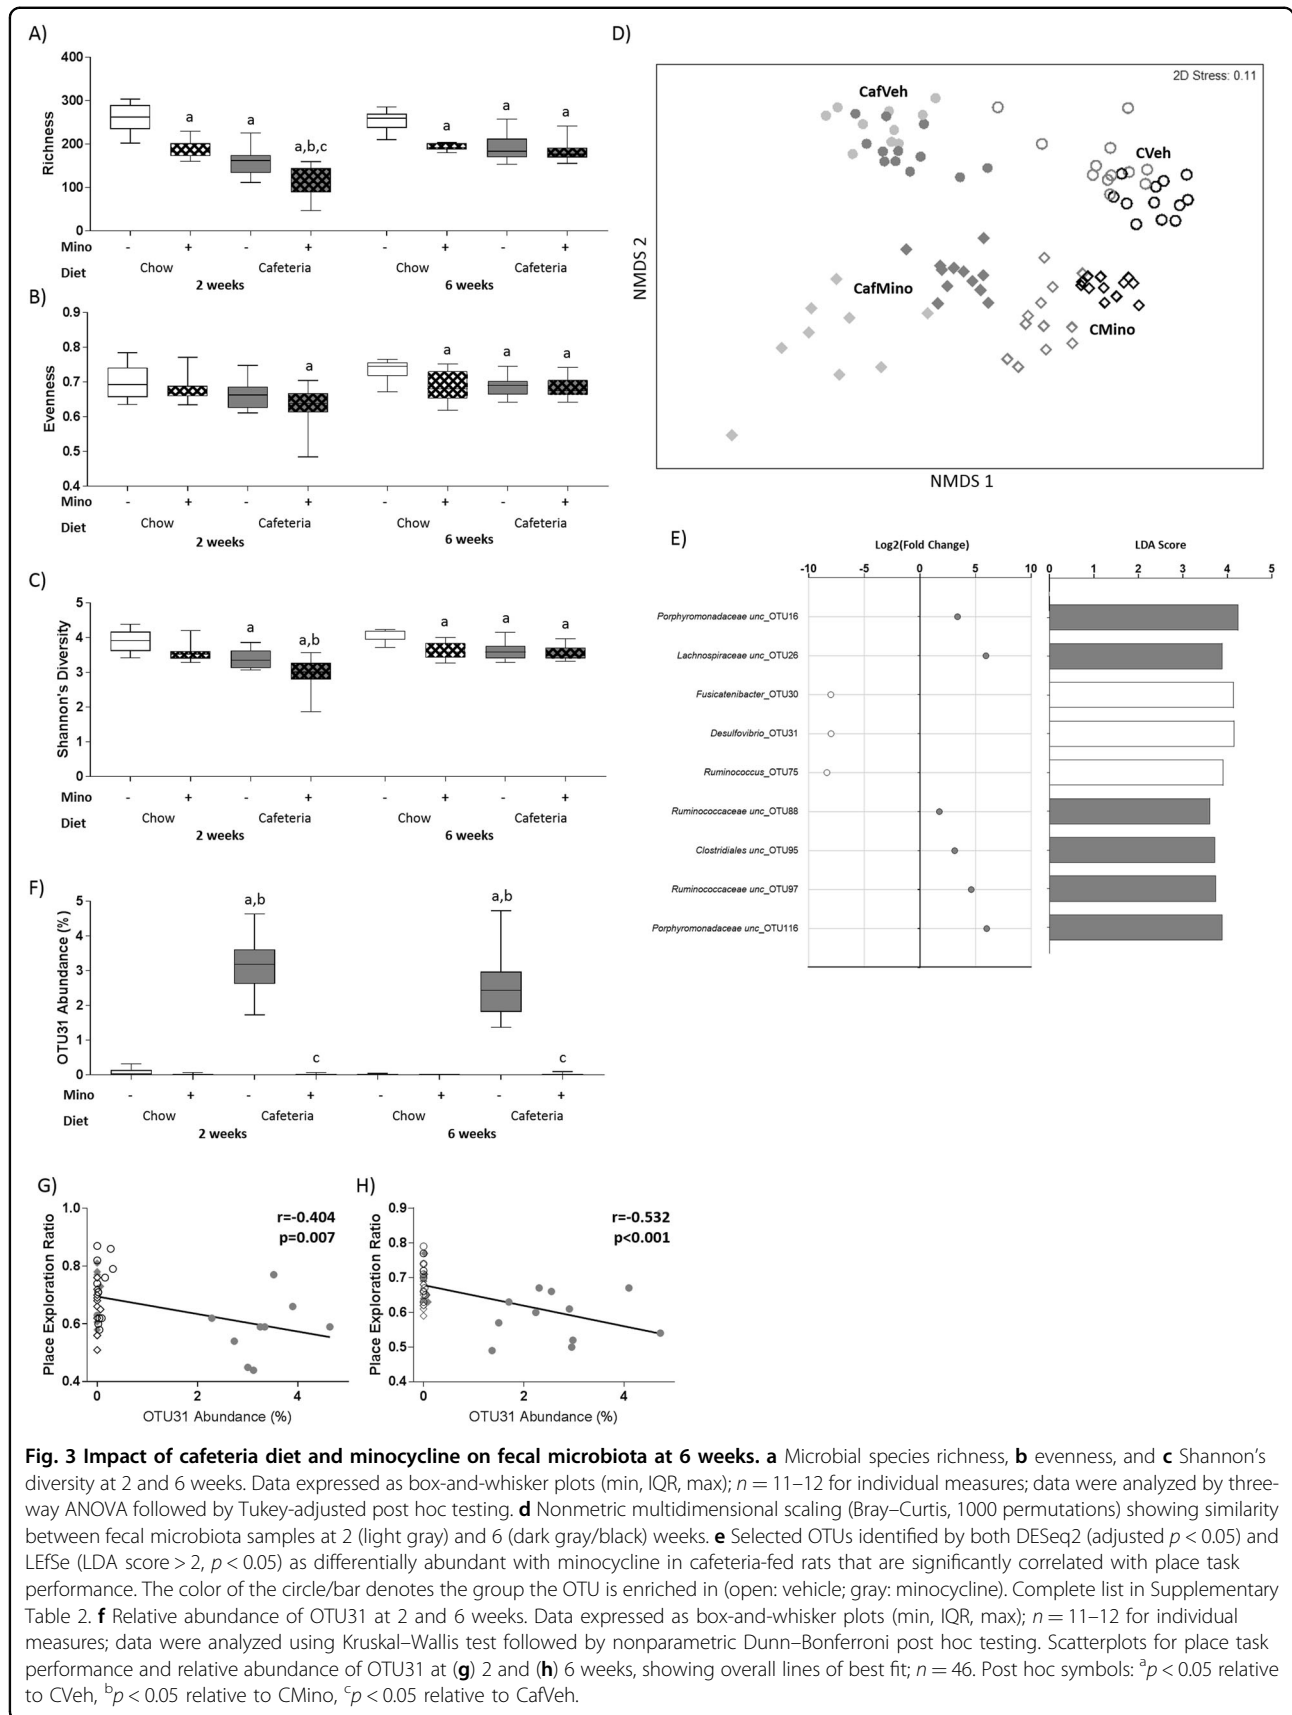 A)
400
300
200
100
0
Richness
a
a
a,b,c
a
a
a
Mino - + - + - + - +
Diet Chow Cafeteria Chow Cafeteria
2 weeks 6 weeks
B)
0.9
0.8
0.7
0.6
0.5
0.4
Evenness
a
a
a
a
Mino - + - + - + - +
Diet Chow Cafeteria Chow Cafeteria
2 weeks 6 weeks
C)
5
4
3
2
1
0
Shannon's Diversity
a
a,b
a
a
a
Mino - + - + - + - +
Diet Chow Cafeteria Chow Cafeteria
2 weeks 6 weeks
D)
2D Stress: 0.11
CafVeh
CVeh
CafMino
CMino
NMDS 2
NMDS 1
E)
Log2(Fold Change) LDA Score
-10 -5 0 5 10 0 1 2 3 4 5
Porphyromonadaceae unc_OTU16
Lachnospiraceae unc_OTU26
Fusicatenibacter_OTU30
Desulfovibrio_OTU31
Ruminococcus_OTU75
Ruminococcaceae unc_OTU88
Clostridiales unc_OTU95
Ruminococcaceae unc_OTU97
Porphyromonadaceae unc_OTU116
F)
5
4
3
2
1
0
OTU31 Abundance (%)
a,b
c
a,b
c
Mino - + - + - + - +
Diet Chow Cafeteria Chow Cafeteria
2 weeks 6 weeks
G)
1.0
0.8
0.6
0.4
Place Exploration Ratio
r=-0.404
p=0.007
0 2 4
OTU31 Abundance (%)
H)
0.9
0.8
0.7
0.6
0.5
0.4
Place Exploration Ratio
r=-0.532
p<0.001
0 2 4
OTU31 Abundance (%)
Fig. 3 Impact of cafeteria diet and minocycline on fecal microbiota at 6 weeks. a Microbial species richness, b evenness, and c Shannon's
diversity at 2 and 6 weeks. Data expressed as box-and-whisker plots (min, IQR, max); n = 11–12 for individual measures; data were analyzed by three-
way ANOVA followed by Tukey-adjusted post hoc testing. d Nonmetric multidimensional scaling (Bray–Curtis, 1000 permutations) showing similarity
between fecal microbiota samples at 2 (light gray) and 6 (dark gray/black) weeks. e Selected OTUs identified by both DESeq2 (adjusted p < 0.05) and
LEfSe (LDA score > 2, p < 0.05) as differentially abundant with minocycline in cafeteria-fed rats that are significantly correlated with place task
performance. The color of the circle/bar denotes the group the OTU is enriched in (open: vehicle; gray: minocycline). Complete list in Supplementary
Table 2. f Relative abundance of OTU31 at 2 and 6 weeks. Data expressed as box-and-whisker plots (min, IQR, max); n = 11–12 for individual
measures; data were analyzed using Kruskal–Wallis test followed by nonparametric Dunn–Bonferroni post hoc testing. Scatterplots for place task
performance and relative abundance of OTU31 at (g) 2 and (h) 6 weeks, showing overall lines of best fit; n = 46. Post hoc symbols: ᵃp < 0.05 relative
to CVeh, ᵇp < 0.05 relative to CMino, ᶜp < 0.05 relative to CafVeh.